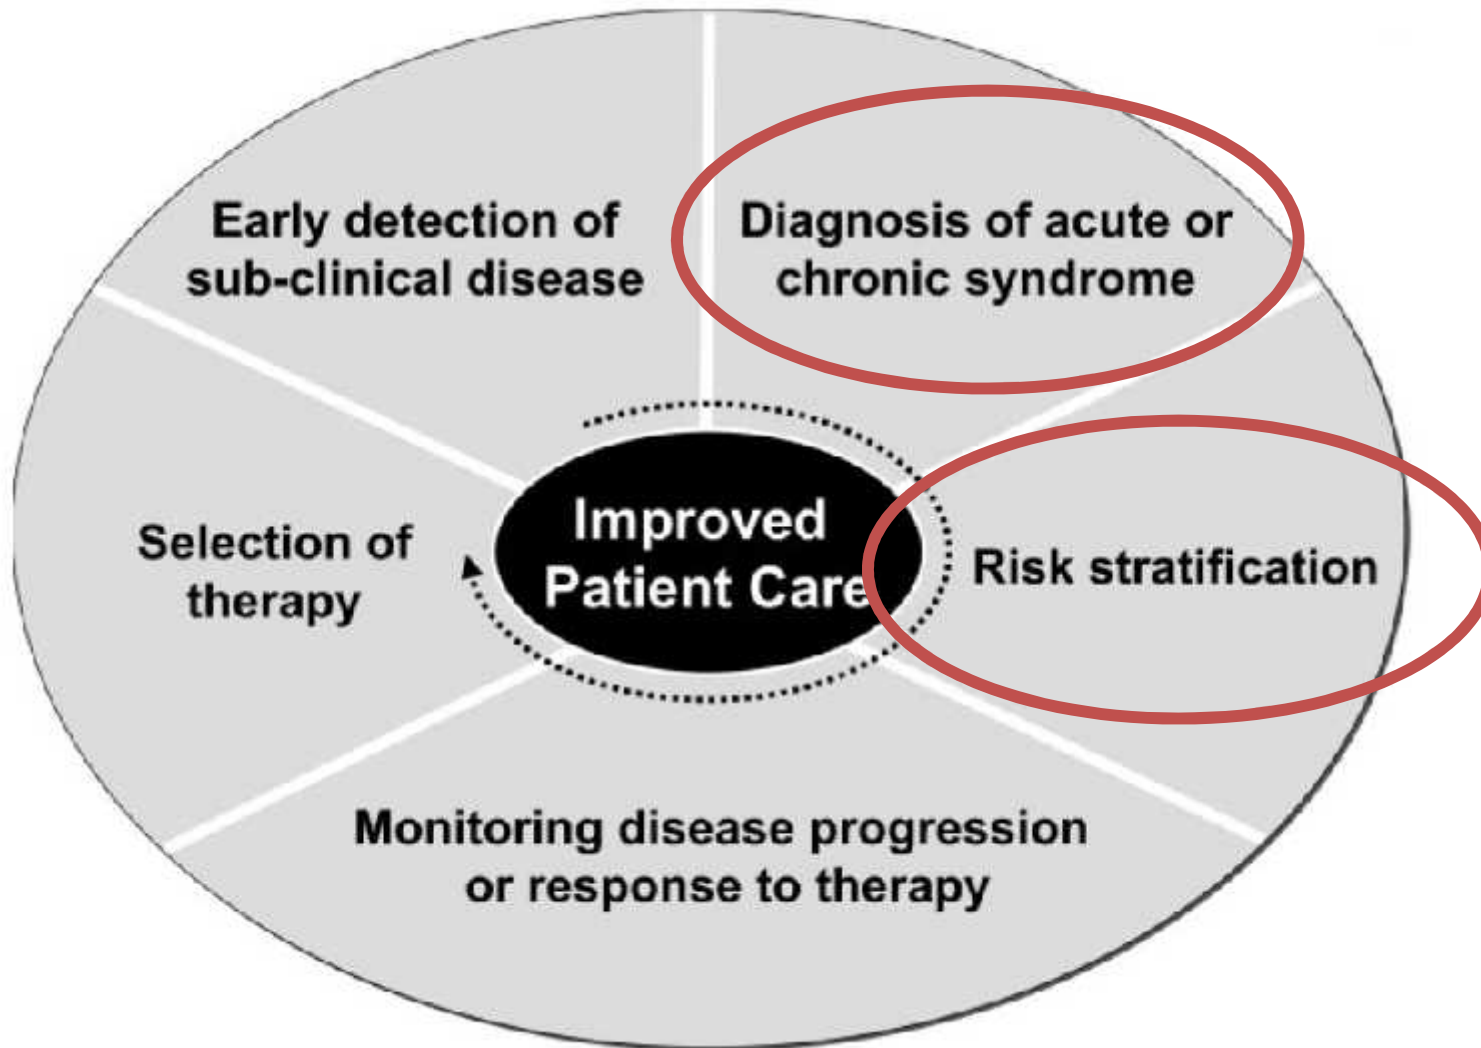 Early detection of
sub-clinical disease
Diagnosis of acute or
chronic syndrome
Improved
Patient Care
Selection of
therapy
Risk stratification
Monitoring disease progression
or response to therapy